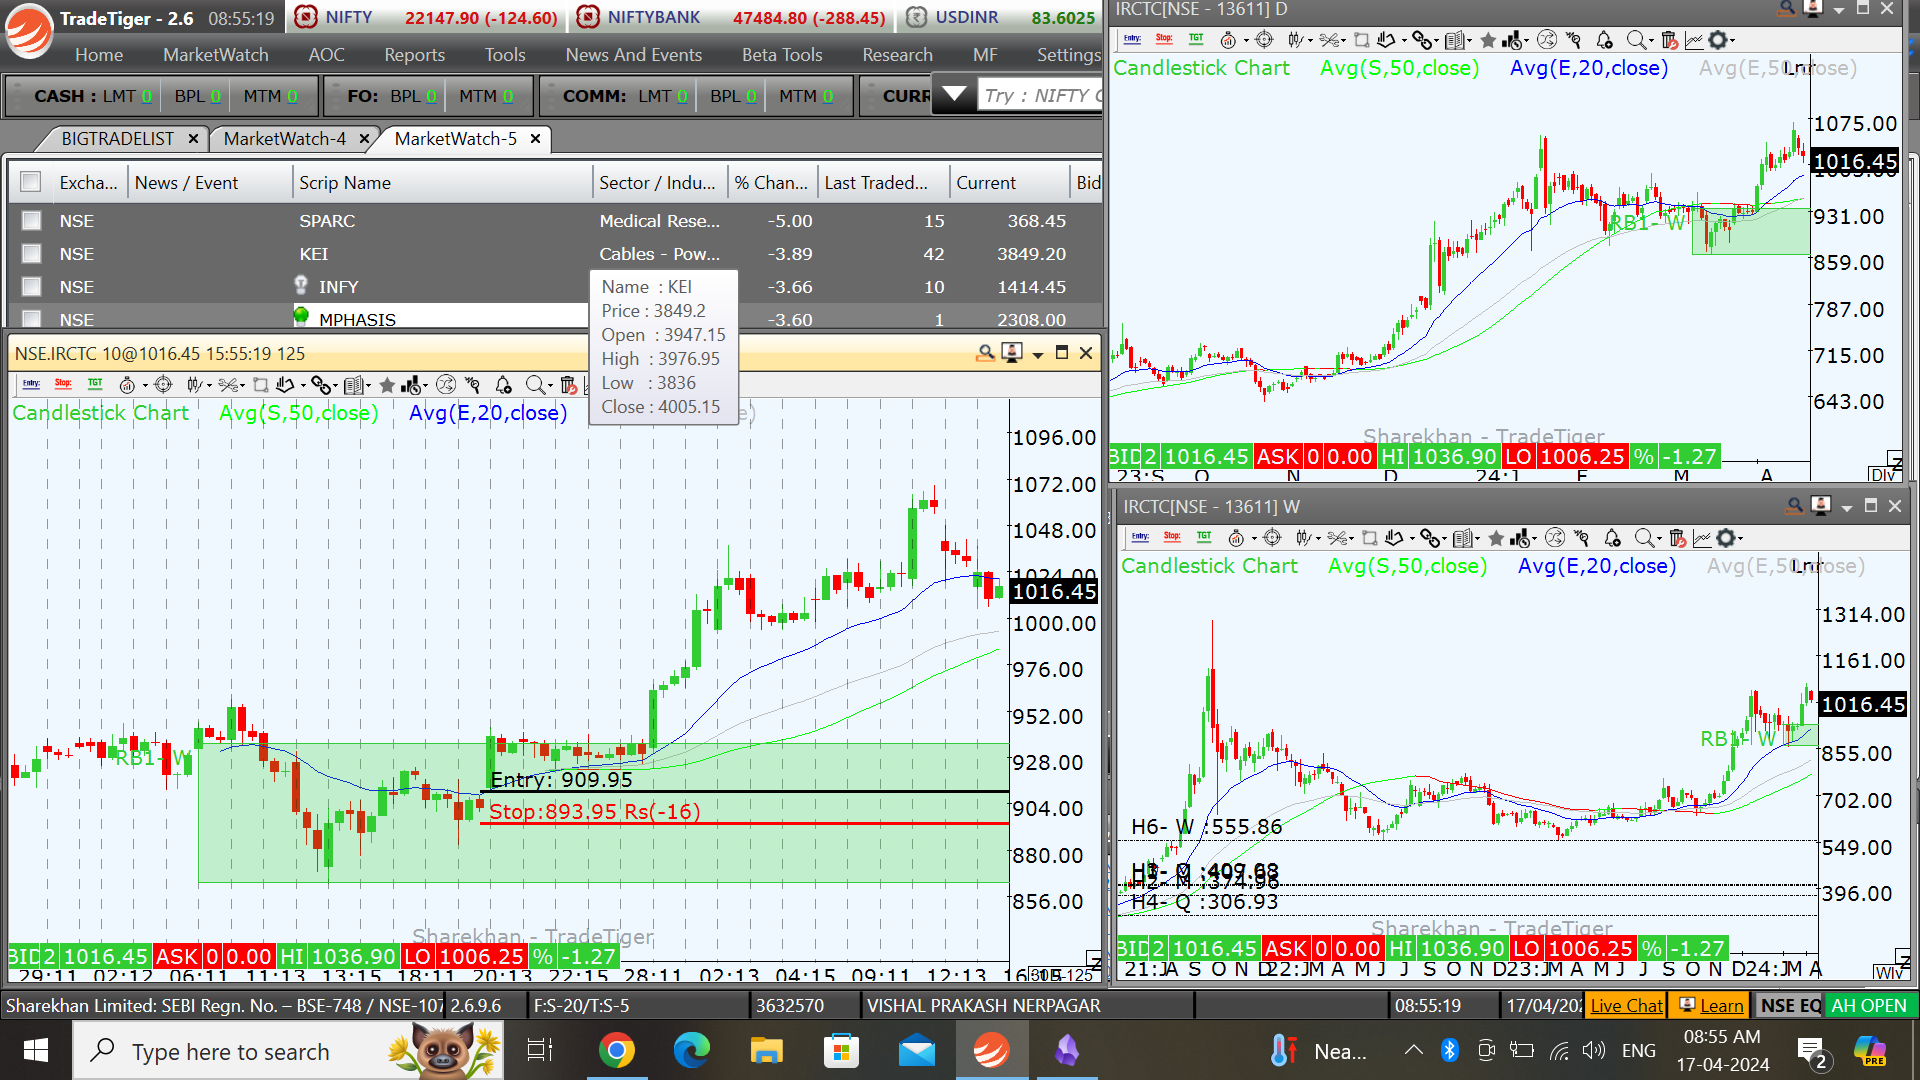 TradeTiger - 2.6 08:55:19 NIFTY 22147.90 (-124.60) NIFTYBANK 47484.80 (-288.45) USDINR 83.6025
Home MarketWatch AOC Reports Tools News And Events Beta Tools Research MF Settings
CASH : LMT 0 BPL 0 MTM 0 FO: BPL 0 MTM 0 COMM: LMT 0 BPL 0 MTM 0 CURR Try : NIFTY C
BIGTRADELIST MarketWatch-4 MarketWatch-5
Excha... News / Event Scrip Name Sector / Indu... % Chan... Last Traded... Current Bid
NSE SPARC Medical Rese... -5.00 15 368.45
NSE KEI Cables - Pow... -3.89 42 3849.20
NSE INFY -3.66 10 1414.45
NSE MPHASIS -3.60 1 2308.00
Name : KEI
Price : 3849.2
Open : 3947.15
High : 3976.95
Low : 3836
Close : 4005.15
NSE.IRCTC 10@1016.45 15:55:19 125
Entry: Stop: TGT
Candlestick Chart Avg(S,50,close) Avg(E,20,close)
1096.00
1072.00
1048.00
1024.00
1016.45
1000.00
976.00
952.00
928.00
904.00
880.00
856.00
RB1- W
Entry: 909.95
Stop:893.95 Rs(-16)
Sharekhan - TradeTiger
BID 2 1016.45 ASK 0 0.00 HI 1036.90 LO 1006.25 % -1.27
29:11 02:12 06:11 11:13 13:15 18:11 20:13 22:15 28:11 02:13 04:15 09:11 12:13
IRCTC[NSE - 13611] D
Entry: Stop: TGT
Candlestick Chart Avg(S,50,close) Avg(E,20,close) Avg(E,50,close)
1075.00
1016.45
931.00
859.00
787.00
715.00
643.00
RB1- W
Sharekhan - TradeTiger
BID 2 1016.45 ASK 0 0.00 HI 1036.90 LO 1006.25 % -1.27
23:S O N D 24:J F M A
IRCTC[NSE - 13611] W
Entry: Stop: TGT
Candlestick Chart Avg(S,50,close) Avg(E,20,close) Avg(E,50,close)
1314.00
1161.00
1016.45
855.00
702.00
549.00
396.00
RB1- W
H6- W :555.86
H2- M :374.96
H4- Q :306.93
Sharekhan - TradeTiger
BID 2 1016.45 ASK 0 0.00 HI 1036.90 LO 1006.25 % -1.27
21:J A S O N D 22:J M A M J J S O N D 23:J M A M J J S O N D 24:J M A
Sharekhan Limited: SEBI Regn. No. – BSE-748 / NSE-107 2.6.9.6 F:S-20/T:S-5 3632570 VISHAL PRAKASH NERPAGAR 08:55:19 17/04/202 Live Chat Learn NSE EQ AH OPEN
Type here to search Nea... ENG 08:55 AM
17-04-2024 2 PRE